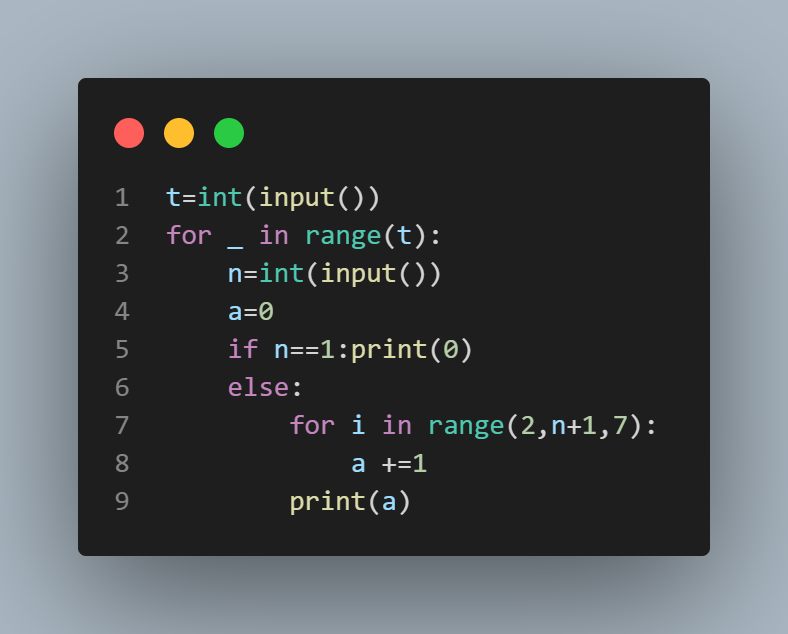 1 t=int(input())
2 for _ in range(t):
3     n=int(input())
4     a=0
5     if n==1:print(0)
6     else:
7         for i in range(2,n+1,7):
8             a +=1
9         print(a)